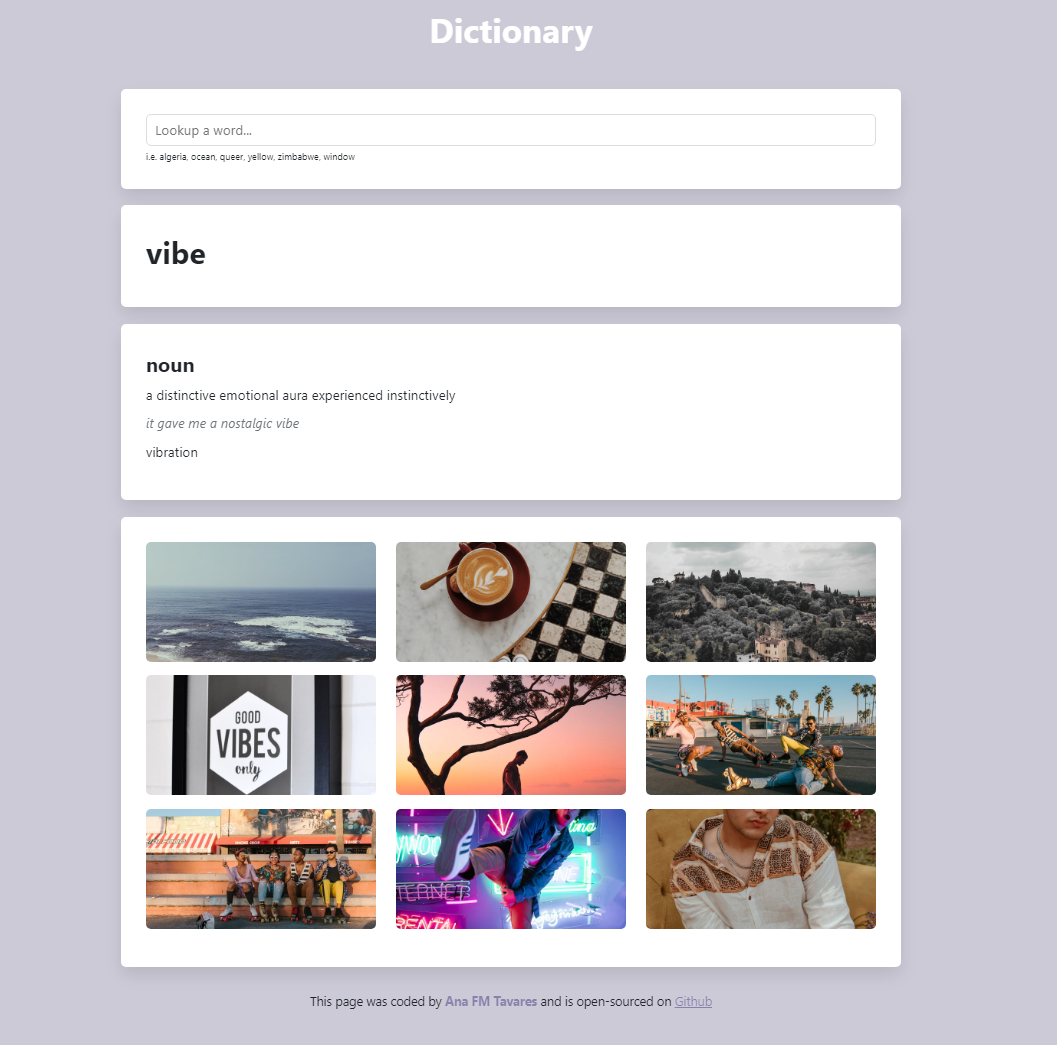 Dictionary
Lookup a word...
i.e. algeria, ocean, queer, yellow, zimbabwe, window
vibe
noun
a distinctive emotional aura experienced instinctively
it gave me a nostalgic vibe
vibration
GOOD
VIBES
only
RENTAL
This page was coded by Ana FM Tavares and is open-sourced on Github